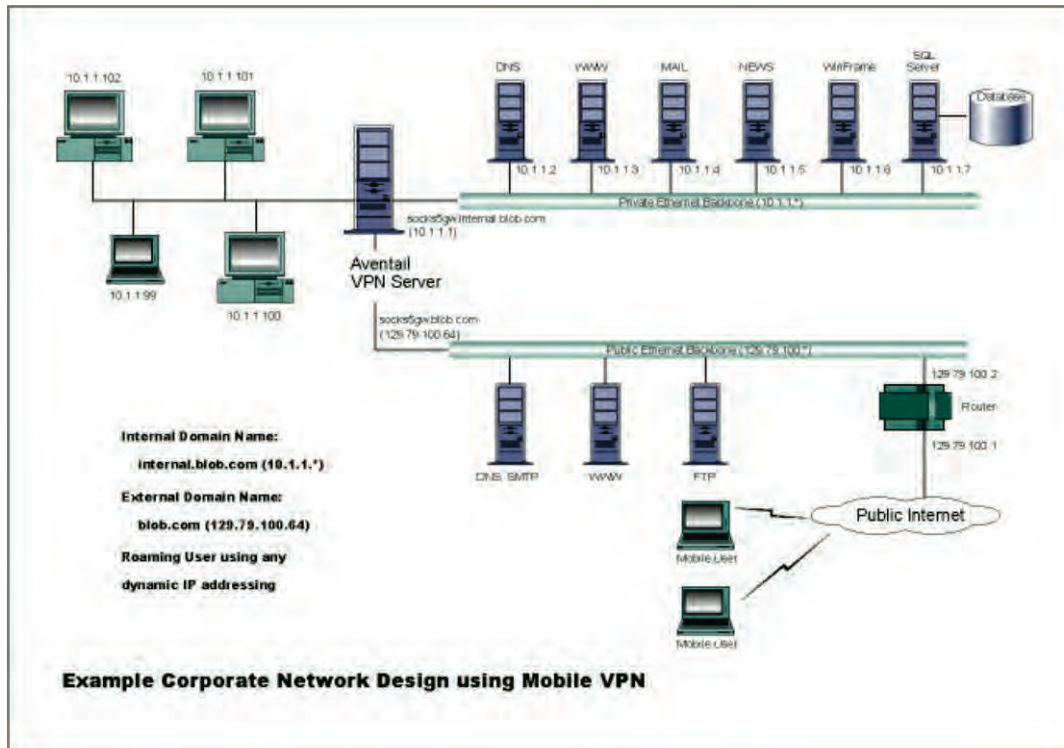 10.1.1.102
10.1.1.101
DNS
WWW
MAIL
NEWS
WinFrame
SQL
Server
Database
10.1.1.2
10.1.1.3
10.1.1.4
10.1.1.5
10.1.1.6
10.1.1.7
Private Ethernet Backbone (10.1.1.*)
socks5gw.internal.blob.com
(10.1.1.1)
10.1.1.99
10.1.1.100
Aventail
VPN Server
socks5gw.blob.com
(129.79.100.64)
Public Ethernet Backbone (129.79.100.*)
129.79.100.2
Router
129.79.100.1
DNS, SMTP
WWW
FTP
Public Internet
Mobile User
Mobile User
Internal Domain Name:
internal.blob.com (10.1.1.*)
External Domain Name:
blob.com (129.79.100.64)
Roaming User using any
dynamic IP addressing
Example Corporate Network Design using Mobile VPN